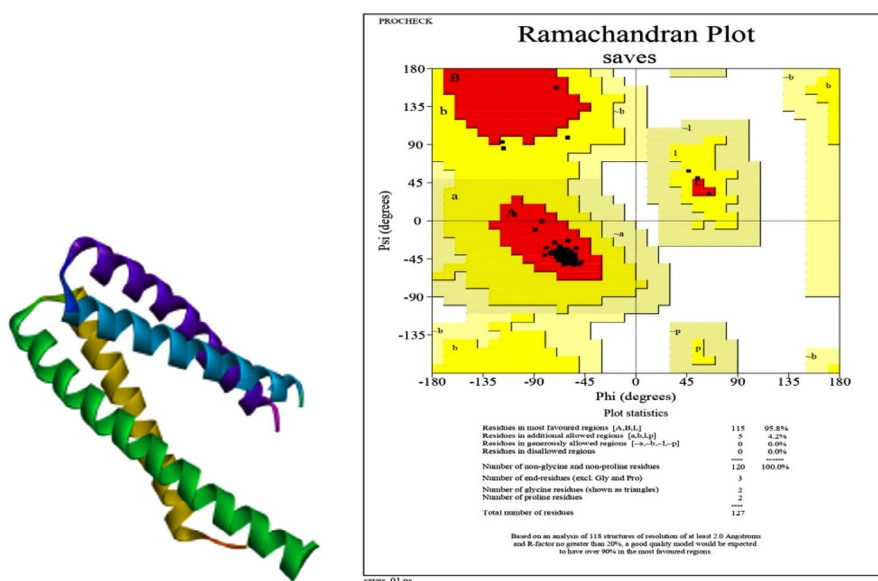 PROCHECK
Ramachandran Plot
saves
B
b
~b
~b
b
~l
l
L
a
A
~a
~b
b
~p
p
~b
180
135
90
45
0
-45
-90
-135
Psi (degrees)
-180 -135 -90 -45 0 45 90 135 180
Phi (degrees)
Plot statistics
Residues in most favoured regions [A,B,L] 115 95.8%
Residues in additional allowed regions [a,b,l,p] 5 4.2%
Residues in generously allowed regions [~a,~b,~l,~p] 0 0.0%
Residues in disallowed regions 0 0.0%
---- ------
Number of non-glycine and non-proline residues 120 100.0%
Number of end-residues (excl. Gly and Pro) 3
Number of glycine residues (shown as triangles) 2
Number of proline residues 2
----
Total number of residues 127
Based on an analysis of 118 structures of resolution of at least 2.0 Angstroms
and R-factor no greater than 20%, a good quality model would be expected
to have over 90% in the most favoured regions.
saves_01.ps